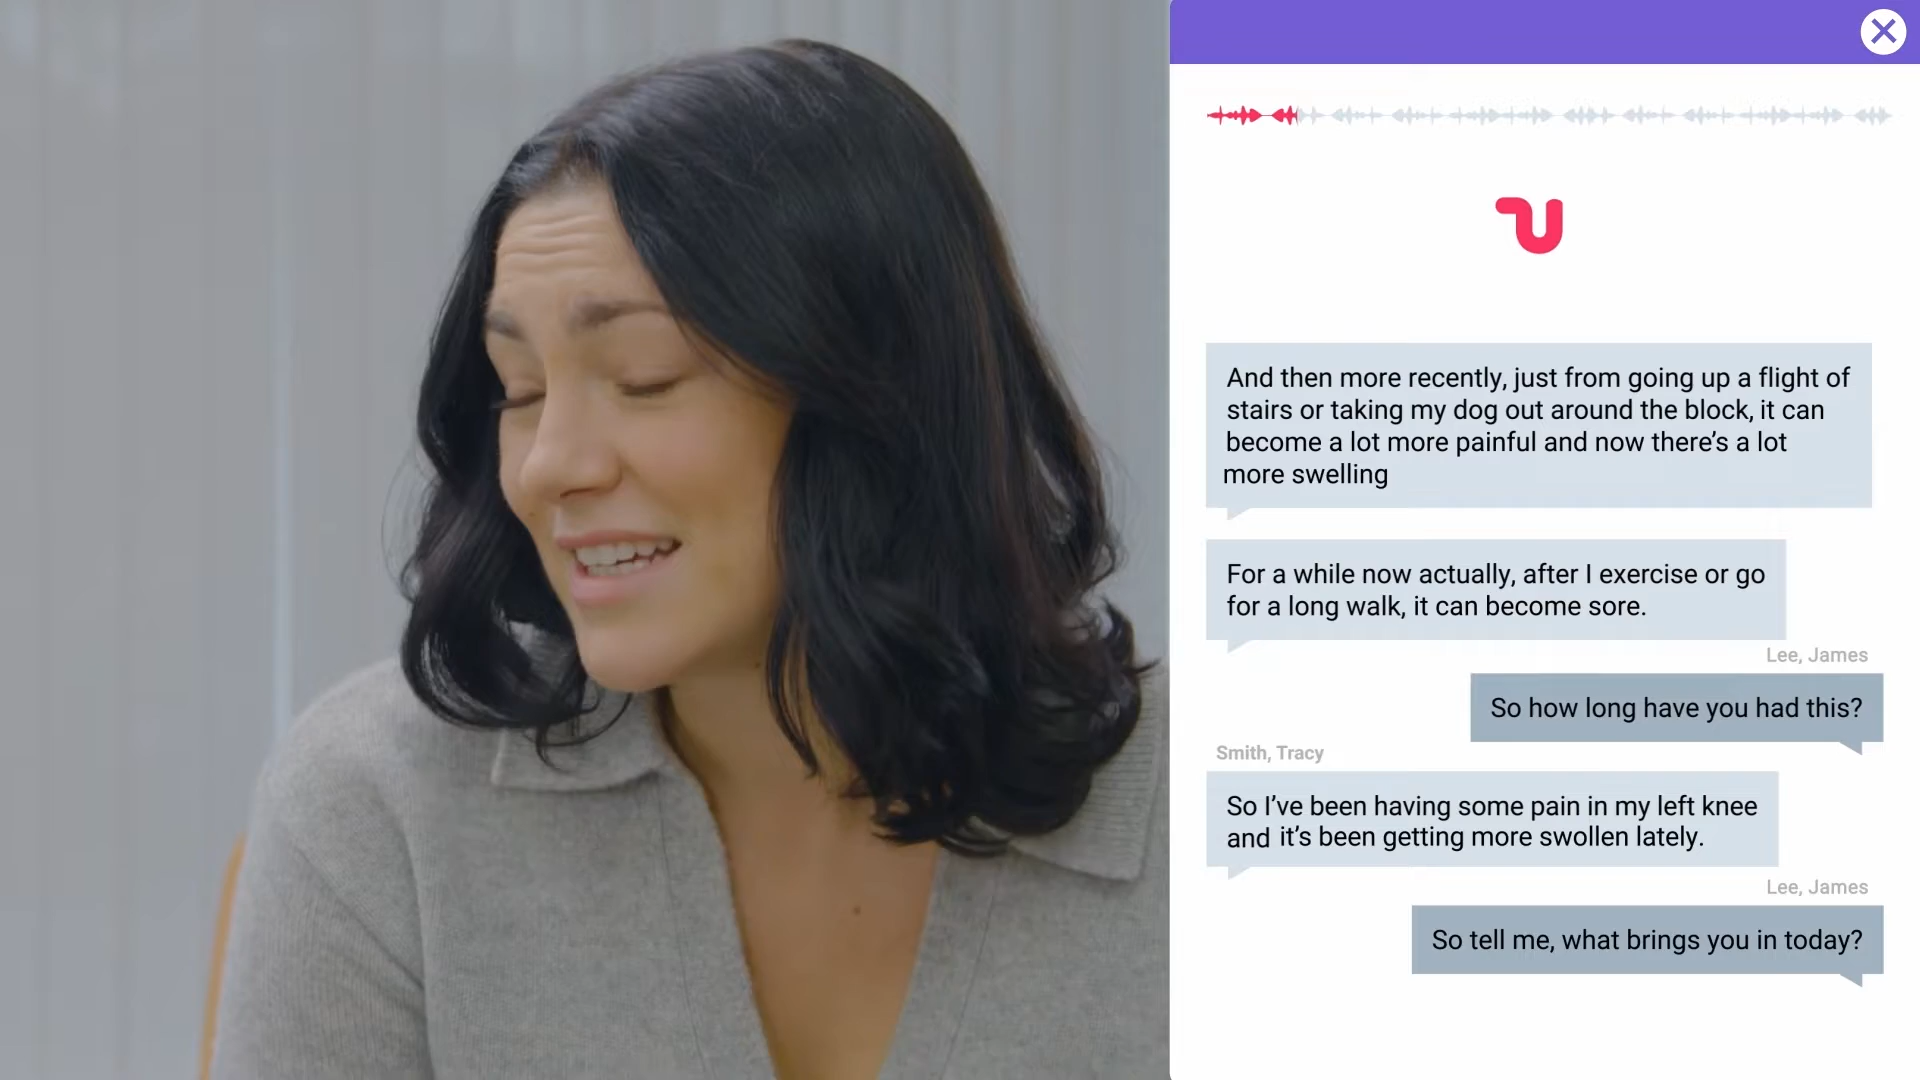 And then more recently, just from going up a flight of
stairs or taking my dog out around the block, it can
become a lot more painful and now there's a lot
more swelling
For a while now actually, after I exercise or go
for a long walk, it can become sore.
Lee, James
So how long have you had this?
Smith, Tracy
So I've been having some pain in my left knee
and it's been getting more swollen lately.
Lee, James
So tell me, what brings you in today?